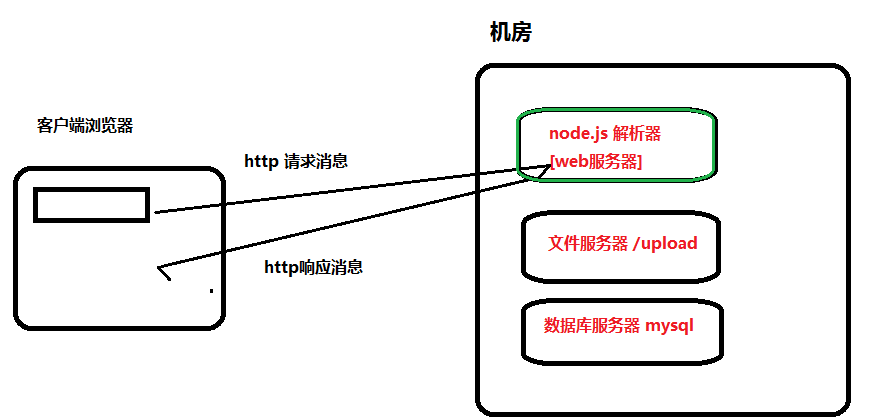 机房
客户端浏览器
http 请求消息
http响应消息
node.js 解析器
[web服务器]
文件服务器 /upload
数据库服务器 mysql